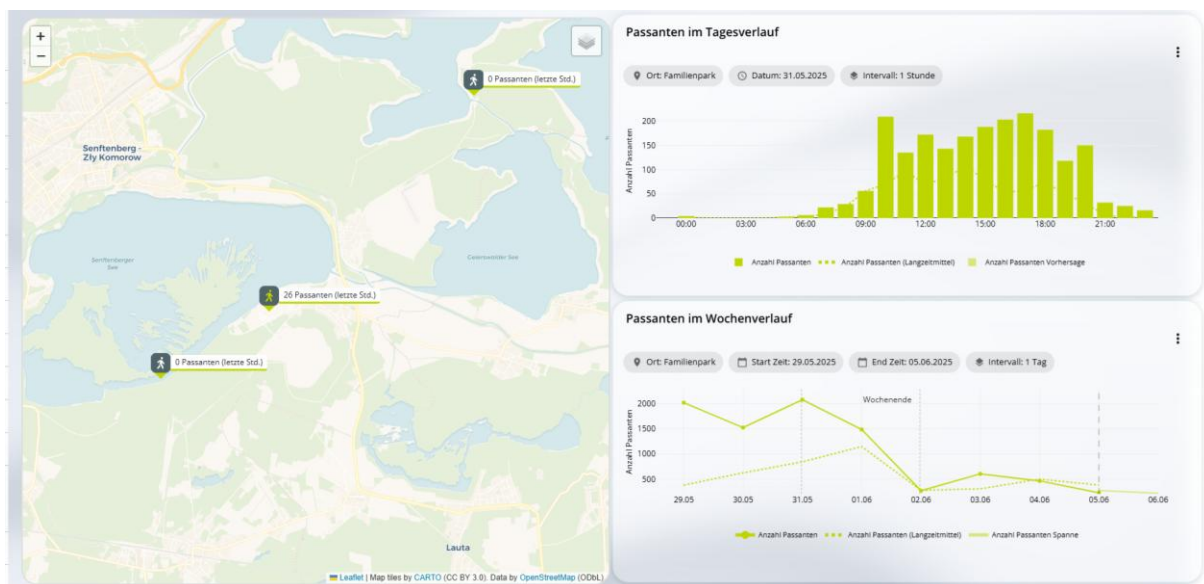 +
−
0 Passanten (letzte Std.)
Senftenberg -
Zły Komorow
Senftenberger
See
Geierswalder See
26 Passanten (letzte Std.)
0 Passanten (letzte Std.)
Lauta
Leaflet | Map tiles by CARTO (CC BY 3.0). Data by OpenStreetMap (ODbL)
Passanten im Tagesverlauf
Ort: Familienpark
Datum: 31.05.2025
Intervall: 1 Stunde
Anzahl Passanten
200
150
100
50
0
00:00 03:00 06:00 09:00 12:00 15:00 18:00 21:00
Anzahl Passanten Anzahl Passanten (Langzeitmittel) Anzahl Passanten Vorhersage
Passanten im Wochenverlauf
Ort: Familienpark
Start Zeit: 29.05.2025
End Zeit: 05.06.2025
Intervall: 1 Tag
Wochenende
Anzahl Passanten
2000
1500
1000
500
29.05 30.05 31.05 01.06 02.06 03.06 04.06 05.06 06.06
Anzahl Passanten Anzahl Passanten (Langzeitmittel) Anzahl Passanten Spanne